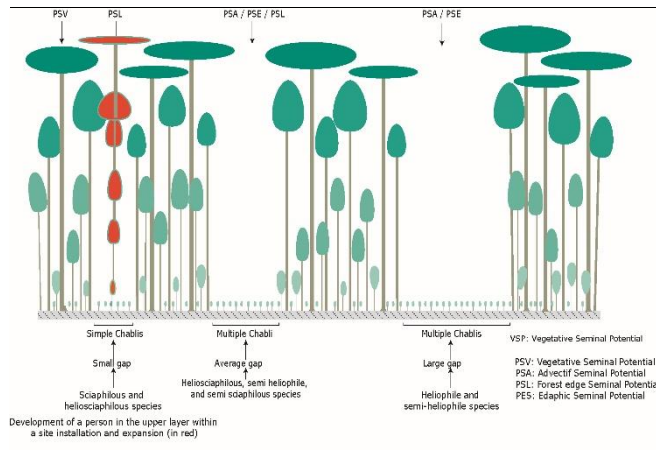 PSV
PSL
PSA / PSE / PSL
PSA / PSE
Simple Chablis
Multiple Chabli
Multiple Chablis
VSP: Vegetative Seminal Potential
Small gap
Average gap
Large gap
PSV: Vegetative Seminal Potential
PSA: Advectif Seminal Potential
PSL: Forest edge Seminal Potentia
PES: Edaphic Seminal Potential
Sciaphilous and
heliosciaphilous species
Heliosciaphilous, semi heliophile,
and semi sciaphilous species
Heliophile and
semi-heliophile species
Development of a person in the upper layer within
a site installation and expansion (in red)